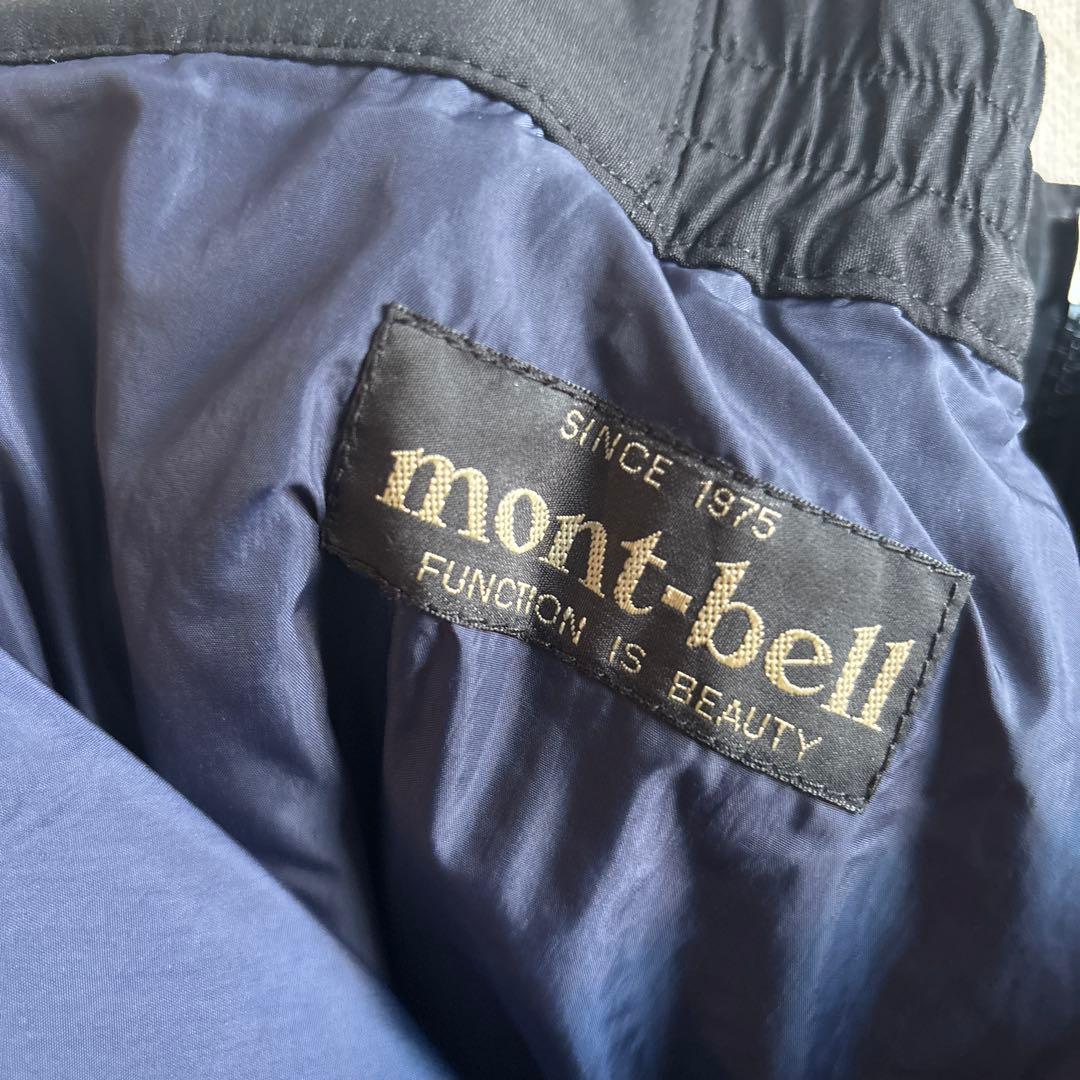 SINCE 1975
mont-bell
FUNCTION IS BEAUTY